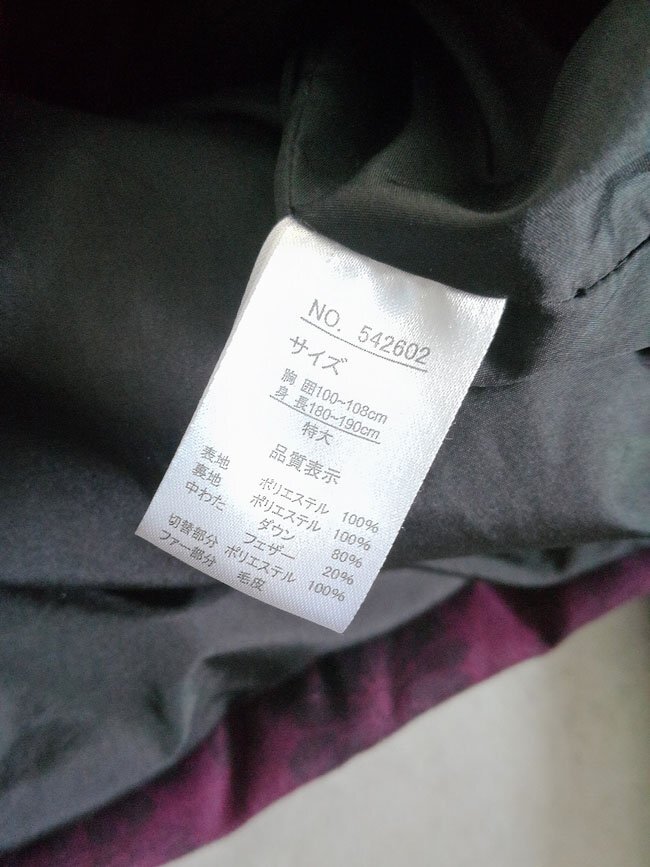 NO. 542602
サイズ
胸 囲100~108cm
身 長180~190cm
特大
品質表示
表地 ポリエステル 100%
裏地 ポリエステル 100%
中わた ダウン 80%
フェザー 20%
切替部分 ポリエステル 100%
ファー部分 毛皮